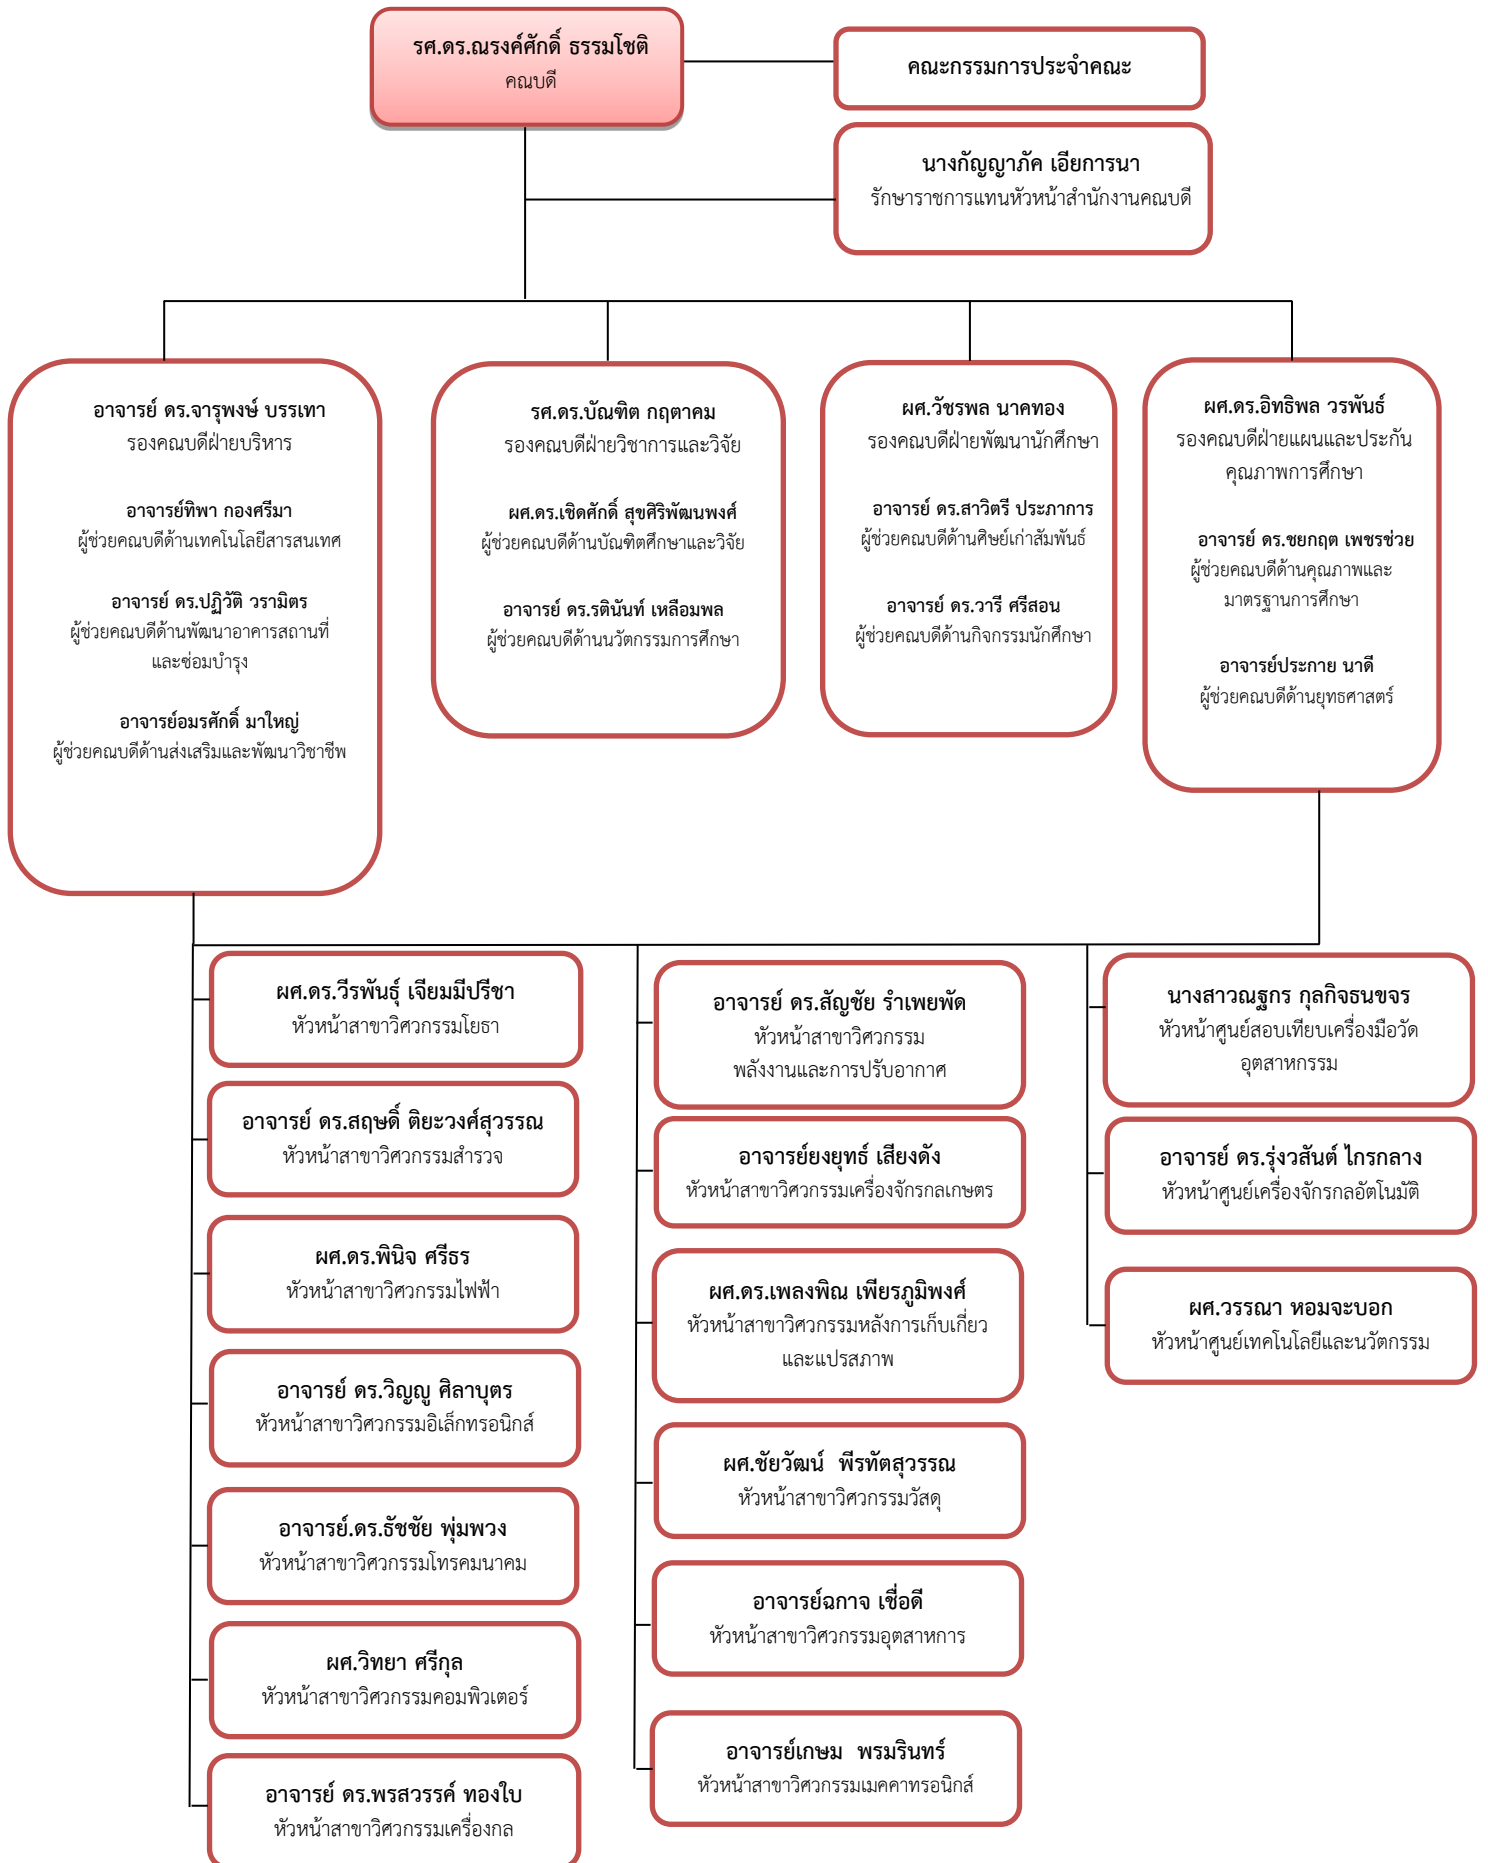 รศ.ดร.ณรงค์ศักดิ์ ธรรมโชติ
คณบดี
คณะกรรมการประจำคณะ
นางกัญญาภัค เอียการนา
รักษาราชการแทนหัวหน้าสำนักงานคณบดี
อาจารย์ ดร.จารุพงษ์ บรรเทา
รองคณบดีฝ่ายบริหาร
อาจารย์ทิพา กองศรีมา
ผู้ช่วยคณบดีด้านเทคโนโลยีสารสนเทศ
อาจารย์ ดร.ปฏิวัติ วรามิตร
ผู้ช่วยคณบดีด้านพัฒนาอาคารสถานที่
และซ่อมบำรุง
อาจารย์อมรศักดิ์ มาใหญ่
ผู้ช่วยคณบดีด้านส่งเสริมและพัฒนาวิชาชีพ
รศ.ดร.บัณฑิต กฤตาคม
รองคณบดีฝ่ายวิชาการและวิจัย
ผศ.ดร.เชิดศักดิ์ สุขศิริพัฒนพงศ์
ผู้ช่วยคณบดีด้านบัณฑิตศึกษาและวิจัย
อาจารย์ ดร.รตินันท์ เหลือมพล
ผู้ช่วยคณบดีด้านนวัตกรรมการศึกษา
ผศ.วัชรพล นาคทอง
รองคณบดีฝ่ายพัฒนานักศึกษา
อาจารย์ ดร.สาวิตรี ประภาการ
ผู้ช่วยคณบดีด้านศิษย์เก่าสัมพันธ์
อาจารย์ ดร.วารี ศรีสอน
ผู้ช่วยคณบดีด้านกิจกรรมนักศึกษา
ผศ.ดร.อิทธิพล วรพันธ์
รองคณบดีฝ่ายแผนและประกัน
คุณภาพการศึกษา
อาจารย์ ดร.ชยกฤต เพชรช่วย
ผู้ช่วยคณบดีด้านคุณภาพและ
มาตรฐานการศึกษา
อาจารย์ประกาย นาดี
ผู้ช่วยคณบดีด้านยุทธศาสตร์
ผศ.ดร.วีรพันธุ์ เจียมมีปรีชา
หัวหน้าสาขาวิศวกรรมโยธา
อาจารย์ ดร.สฤษดิ์ ติยะวงศ์สุวรรณ
หัวหน้าสาขาวิศวกรรมสำรวจ
ผศ.ดร.พินิจ ศรีธร
หัวหน้าสาขาวิศวกรรมไฟฟ้า
อาจารย์ ดร.วิญญู ศิลาบุตร
หัวหน้าสาขาวิศวกรรมอิเล็กทรอนิกส์
อาจารย์.ดร.ธัชชัย พุ่มพวง
หัวหน้าสาขาวิศวกรรมโทรคมนาคม
ผศ.วิทยา ศรีกุล
หัวหน้าสาขาวิศวกรรมคอมพิวเตอร์
อาจารย์ ดร.พรสวรรค์ ทองใบ
หัวหน้าสาขาวิศวกรรมเครื่องกล
อาจารย์ ดร.สัญชัย รำเพยพัด
หัวหน้าสาขาวิศวกรรม
พลังงานและการปรับอากาศ
อาจารย์ยงยุทธ์ เสียงดัง
หัวหน้าสาขาวิศวกรรมเครื่องจักรกลเกษตร
ผศ.ดร.เพลงพิณ เพียรภูมิพงศ์
หัวหน้าสาขาวิศวกรรมหลังการเก็บเกี่ยว
และแปรสภาพ
ผศ.ชัยวัฒน์  พีรทัตสุวรรณ
หัวหน้าสาขาวิศวกรรมวัสดุ
อาจารย์ฉกาจ เชื่อดี
หัวหน้าสาขาวิศวกรรมอุตสาหการ
อาจารย์เกษม  พรมรินทร์
หัวหน้าสาขาวิศวกรรมเมคคาทรอนิกส์
นางสาวณฐกร กุลกิจธนขจร
หัวหน้าศูนย์สอบเทียบเครื่องมือวัด
อุตสาหกรรม
อาจารย์ ดร.รุ่งวสันต์ ไกรกลาง
หัวหน้าศูนย์เครื่องจักรกลอัตโนมัติ
ผศ.วรรณา หอมจะบอก
หัวหน้าศูนย์เทคโนโลยีและนวัตกรรม